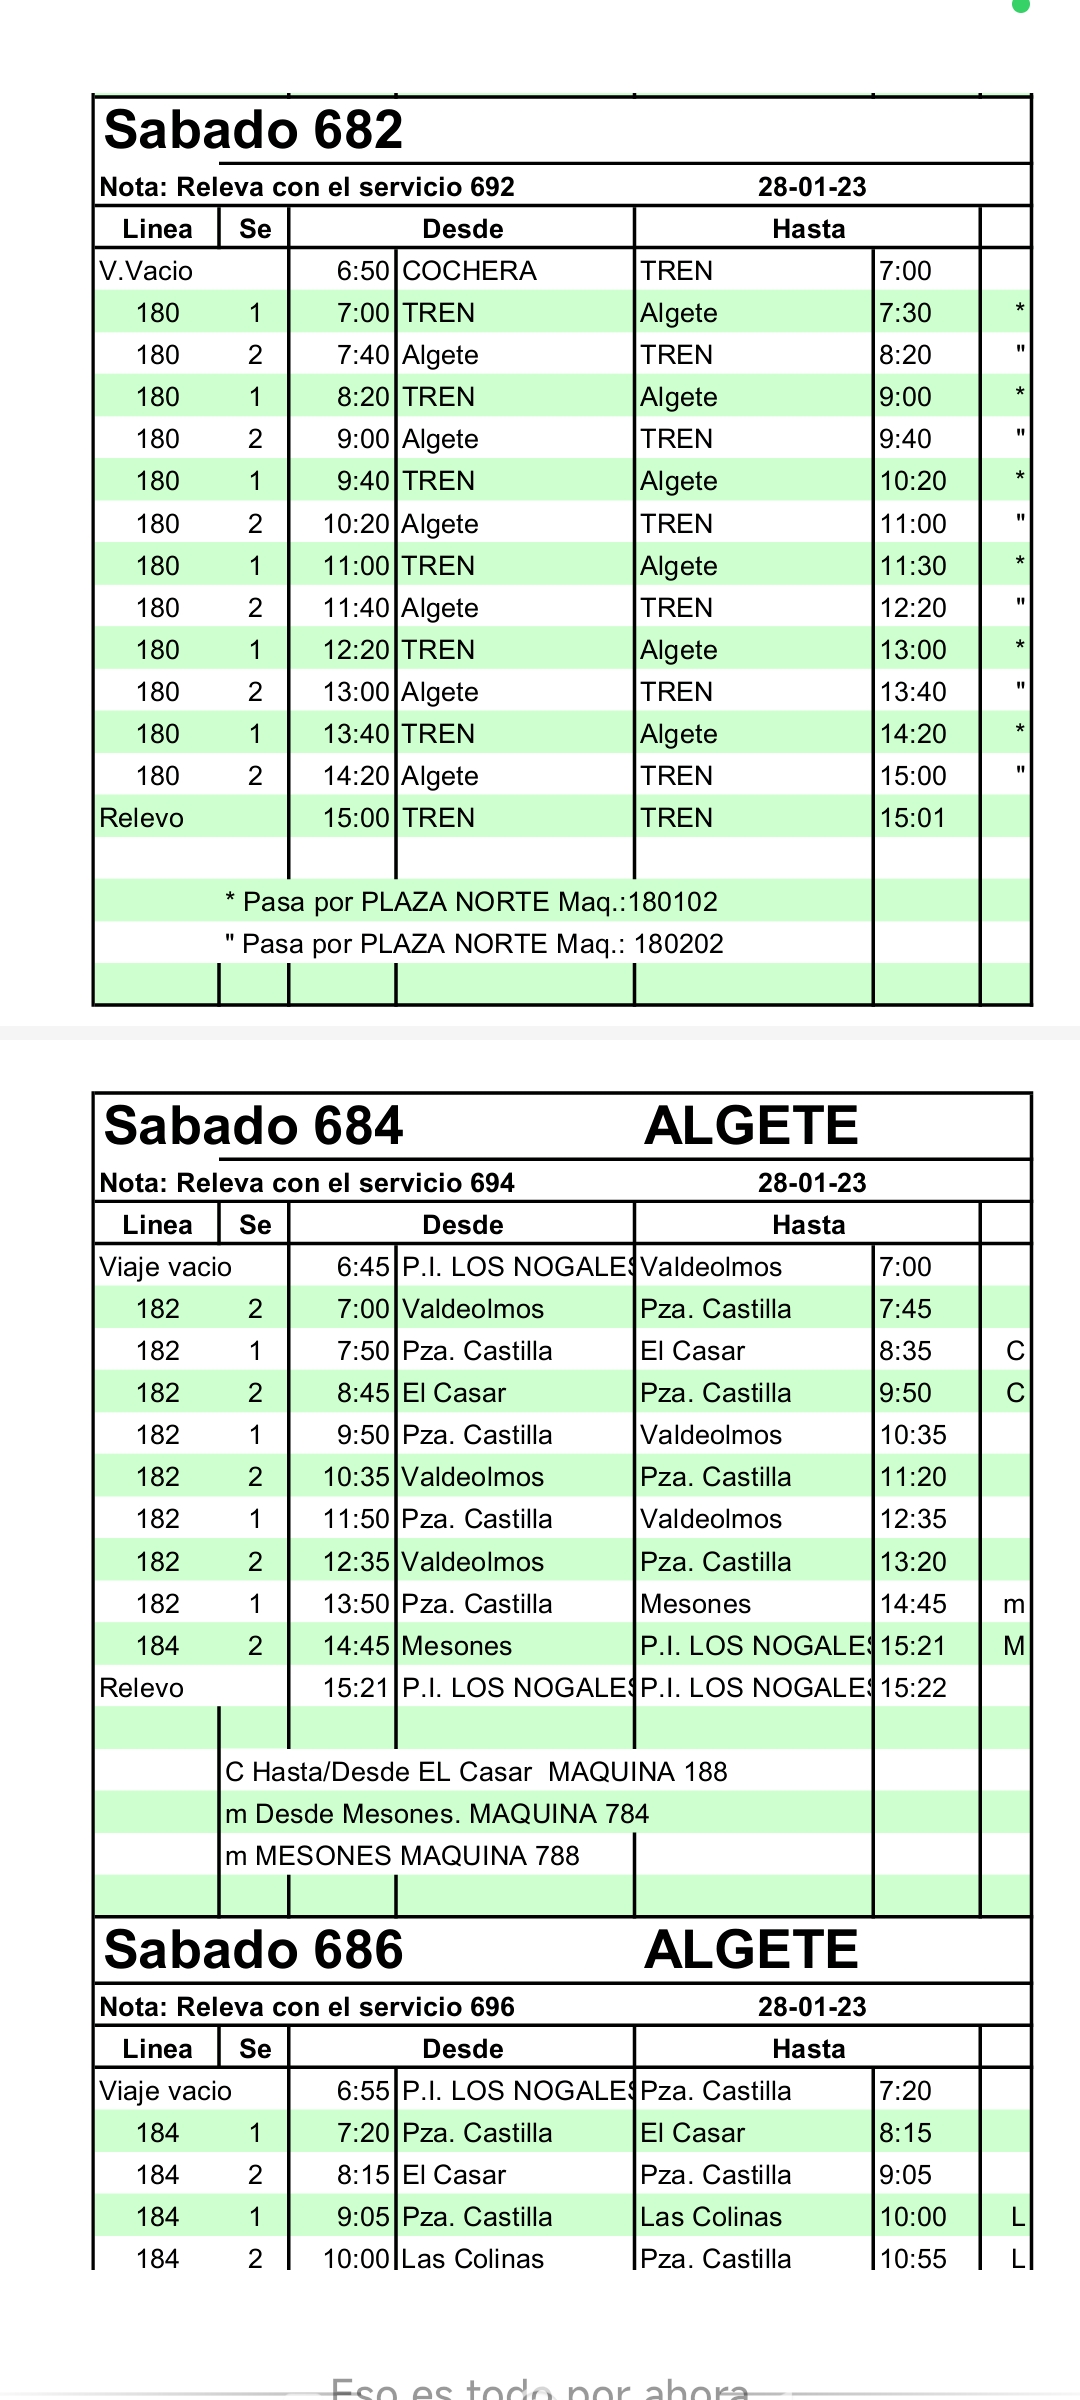 Sabado 682
Nota: Releva con el servicio 692 28-01-23
Linea Se Desde Hasta
V.Vacio 6:50 COCHERA TREN 7:00
180 1 7:00 TREN Algete 7:30 *
180 2 7:40 Algete TREN 8:20 "
180 1 8:20 TREN Algete 9:00 *
180 2 9:00 Algete TREN 9:40 "
180 1 9:40 TREN Algete 10:20 *
180 2 10:20 Algete TREN 11:00 "
180 1 11:00 TREN Algete 11:30 *
180 2 11:40 Algete TREN 12:20 "
180 1 12:20 TREN Algete 13:00 *
180 2 13:00 Algete TREN 13:40 "
180 1 13:40 TREN Algete 14:20 *
180 2 14:20 Algete TREN 15:00 "
Relevo 15:00 TREN TREN 15:01
* Pasa por PLAZA NORTE Maq.:180102
" Pasa por PLAZA NORTE Maq.: 180202
Sabado 684 ALGETE
Nota: Releva con el servicio 694 28-01-23
Linea Se Desde Hasta
Viaje vacio 6:45 P.I. LOS NOGALES Valdeolmos 7:00
182 2 7:00 Valdeolmos Pza. Castilla 7:45
182 1 7:50 Pza. Castilla El Casar 8:35 C
182 2 8:45 El Casar Pza. Castilla 9:50 C
182 1 9:50 Pza. Castilla Valdeolmos 10:35
182 2 10:35 Valdeolmos Pza. Castilla 11:20
182 1 11:50 Pza. Castilla Valdeolmos 12:35
182 2 12:35 Valdeolmos Pza. Castilla 13:20
182 1 13:50 Pza. Castilla Mesones 14:45 m
184 2 14:45 Mesones P.I. LOS NOGALES 15:21 M
Relevo 15:21 P.I. LOS NOGALES P.I. LOS NOGALES 15:22
C Hasta/Desde EL Casar MAQUINA 188
m Desde Mesones. MAQUINA 784
m MESONES MAQUINA 788
Sabado 686 ALGETE
Nota: Releva con el servicio 696 28-01-23
Linea Se Desde Hasta
Viaje vacio 6:55 P.I. LOS NOGALES Pza. Castilla 7:20
184 1 7:20 Pza. Castilla El Casar 8:15
184 2 8:15 El Casar Pza. Castilla 9:05
184 1 9:05 Pza. Castilla Las Colinas 10:00 L
184 2 10:00 Las Colinas Pza. Castilla 10:55 L
Eso es todo por ahora